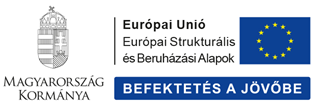 Európai Unió
Európai Strukturális
és Beruházási Alapok
MAGYARORSZÁG
KORMÁNYA
BEFEKTETÉS A JÖVŐBE